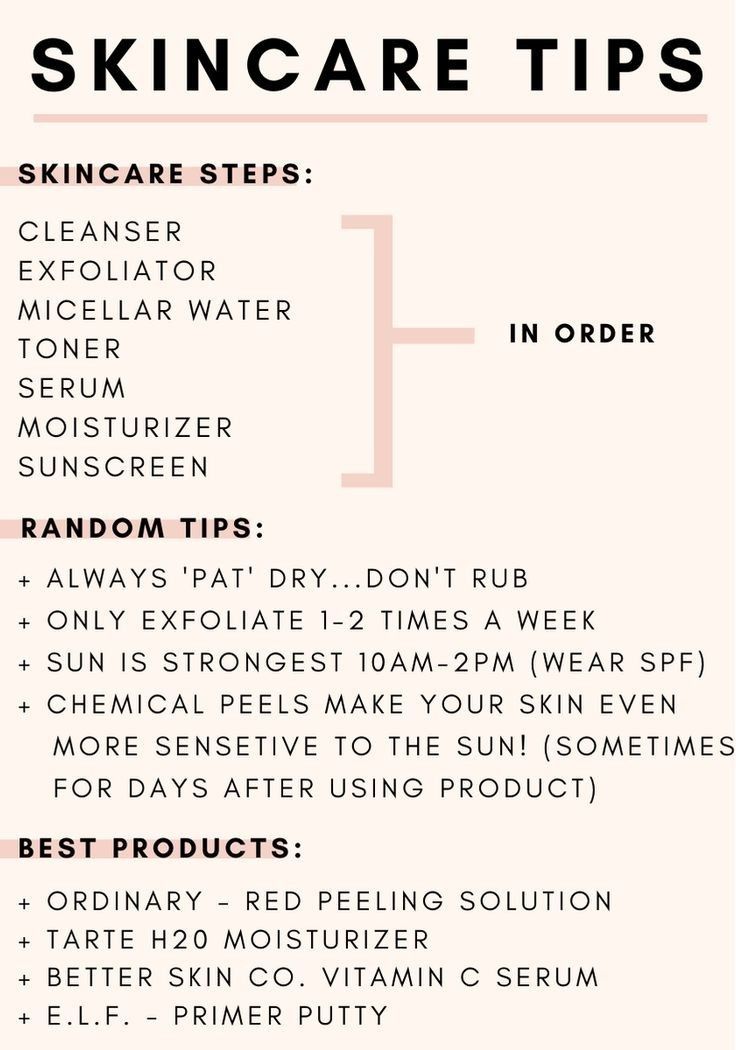 SKINCARE TIPS
SKINCARE STEPS:
CLEANSER
EXFOLIATOR
MICELLAR WATER
TONER
SERUM
MOISTURIZER
SUNSCREEN
IN ORDER
RANDOM TIPS:
+ ALWAYS 'PAT' DRY...DON'T RUB
+ ONLY EXFOLIATE 1-2 TIMES A WEEK
+ SUN IS STRONGEST 10AM-2PM (WEAR SPF)
+ CHEMICAL PEELS MAKE YOUR SKIN EVEN
MORE SENSETIVE TO THE SUN! (SOMETIMES
FOR DAYS AFTER USING PRODUCT)
BEST PRODUCTS:
+ ORDINARY - RED PEELING SOLUTION
+ TARTE H20 MOISTURIZER
+ BETTER SKIN CO. VITAMIN C SERUM
+ E.L.F. - PRIMER PUTTY